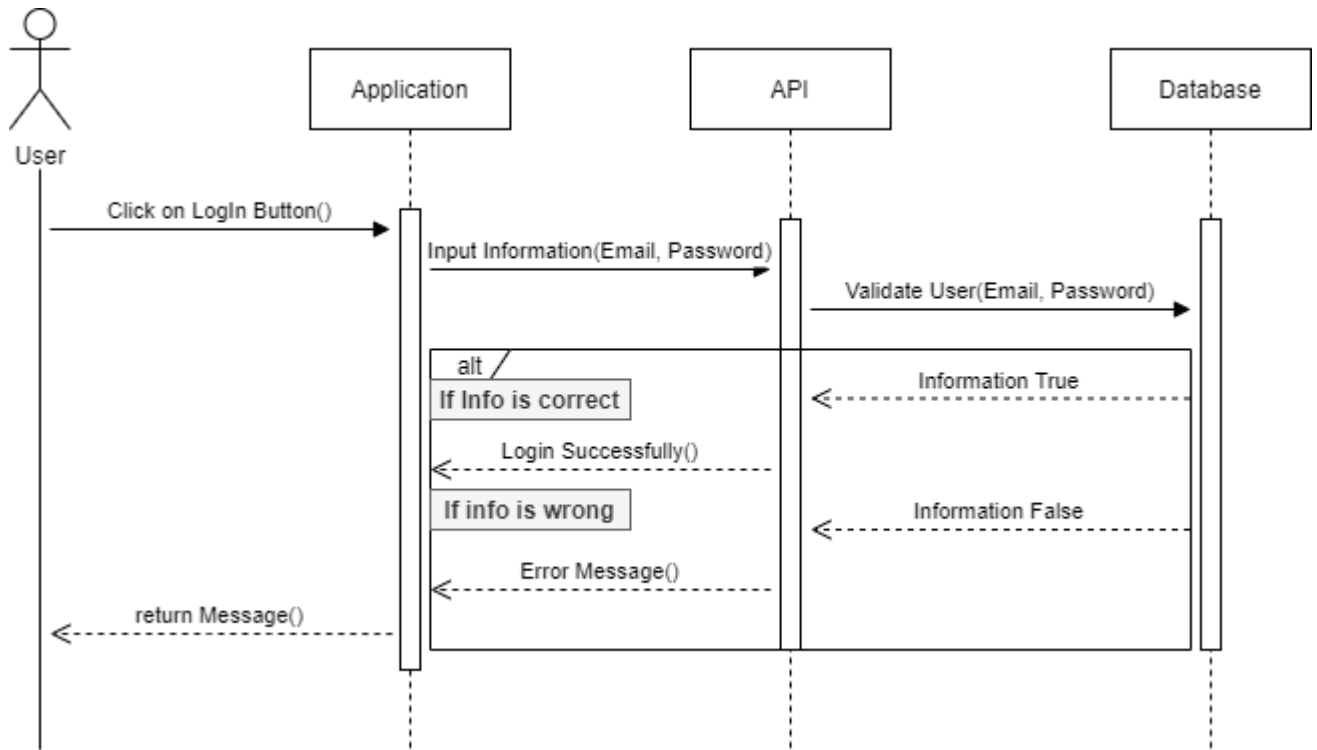 User
Application
API
Database
Click on LogIn Button()
Input Information(Email, Password)
Validate User(Email, Password)
alt
If Info is correct
Information True
Login Successfully()
If info is wrong
Information False
Error Message()
return Message()